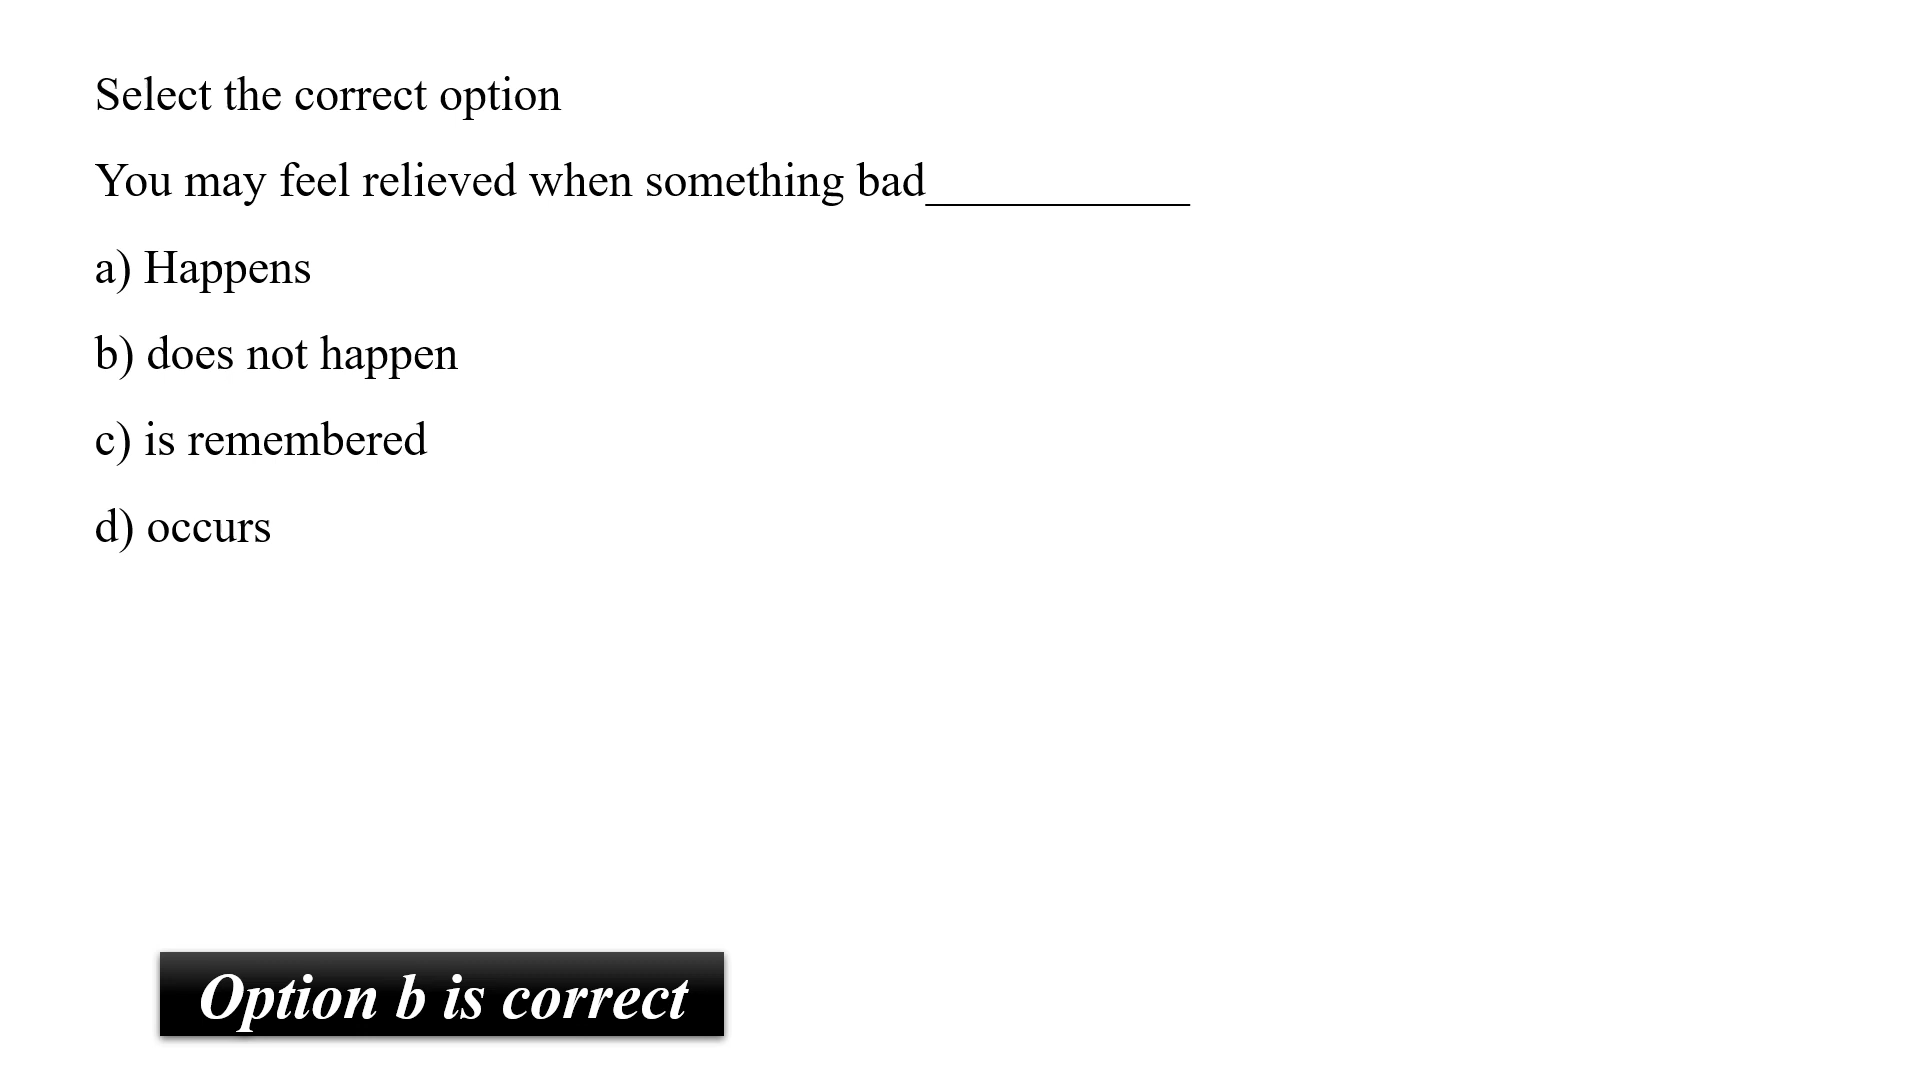 Select the correct option
You may feel relieved when something bad___________
a) Happens
b) does not happen
c) is remembered
d) occurs
Option b is correct